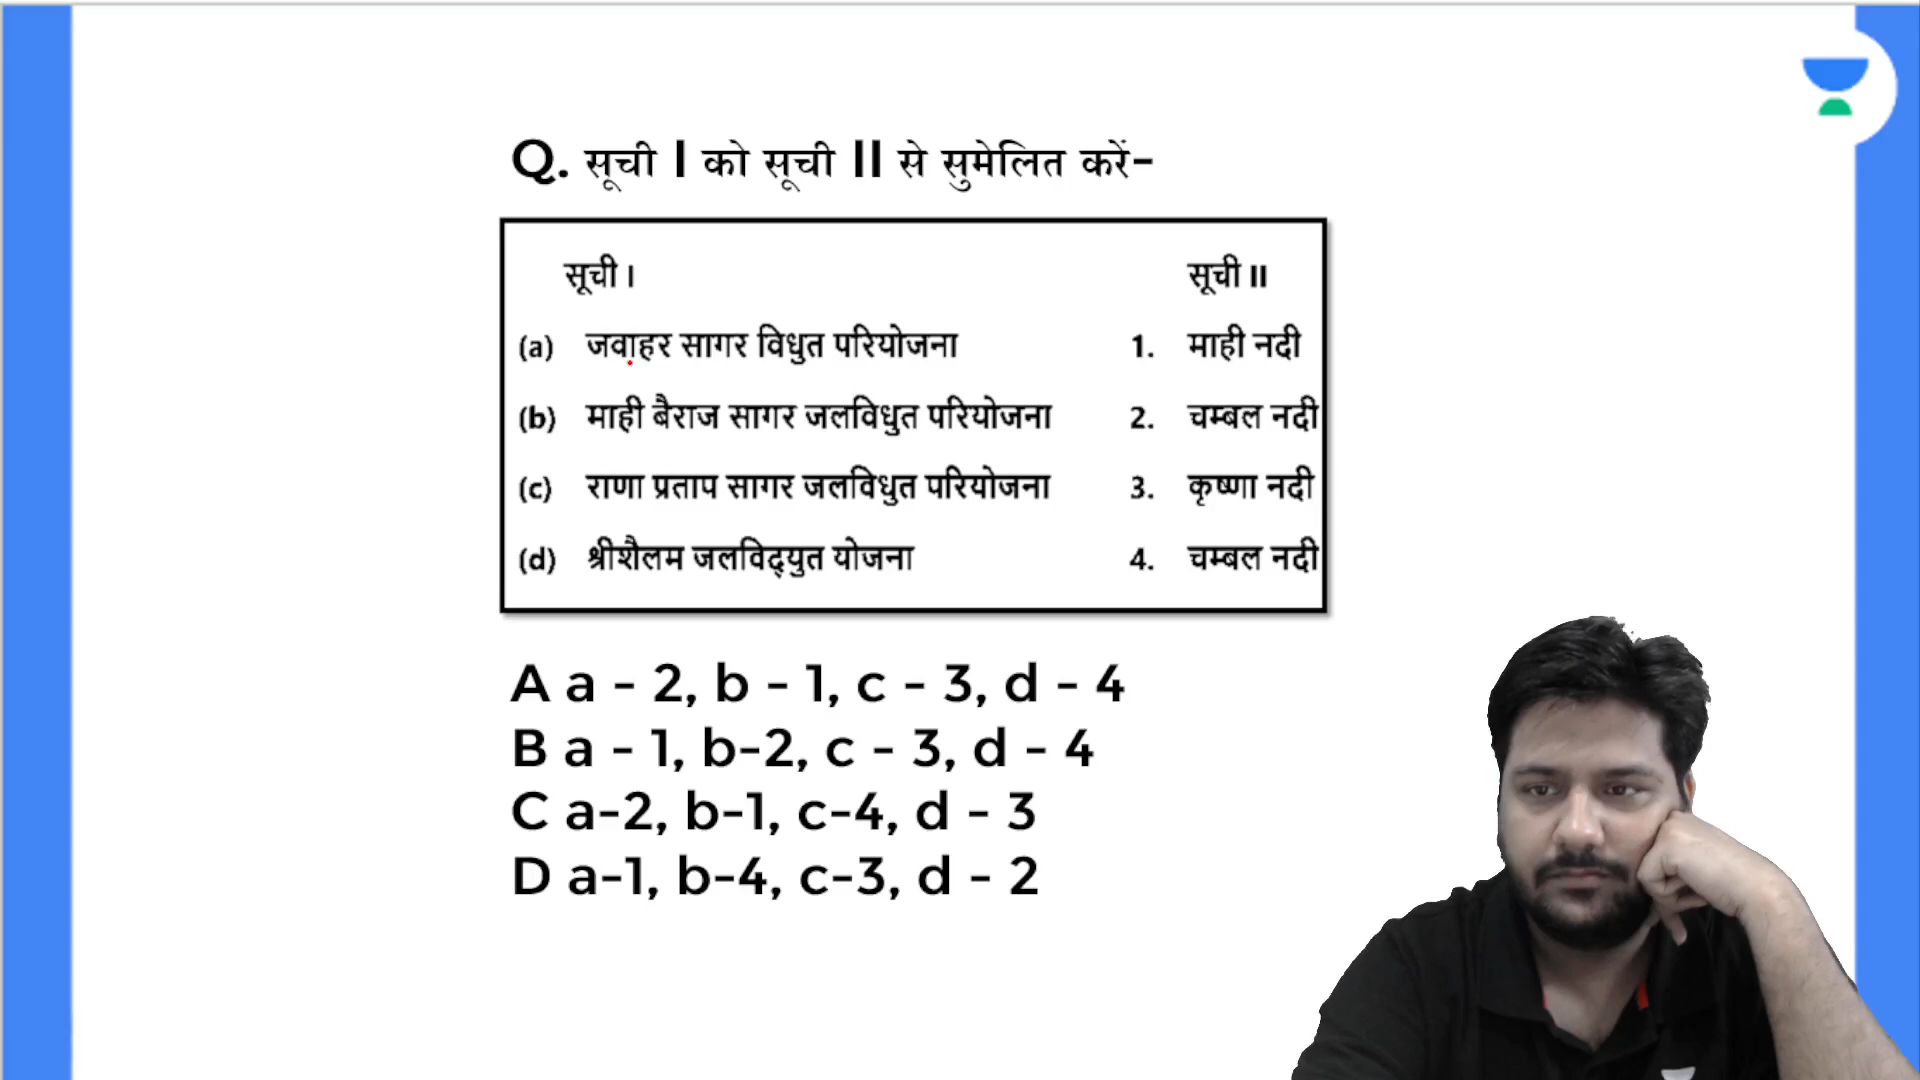 Q. सूची I को सूची II से सुमेलित करें-
सूची I सूची II
(a) जवाहर सागर विधुत परियोजना 1. माही नदी
(b) माही बैराज सागर जलविधुत परियोजना 2. चम्बल नदी
(c) राणा प्रताप सागर जलविधुत परियोजना 3. कृष्णा नदी
(d) श्रीशैलम जलविद्युत योजना 4. चम्बल नदी
A a - 2, b - 1, c - 3, d - 4
B a - 1, b-2, c - 3, d - 4
C a-2, b-1, c-4, d - 3
D a-1, b-4, c-3, d - 2